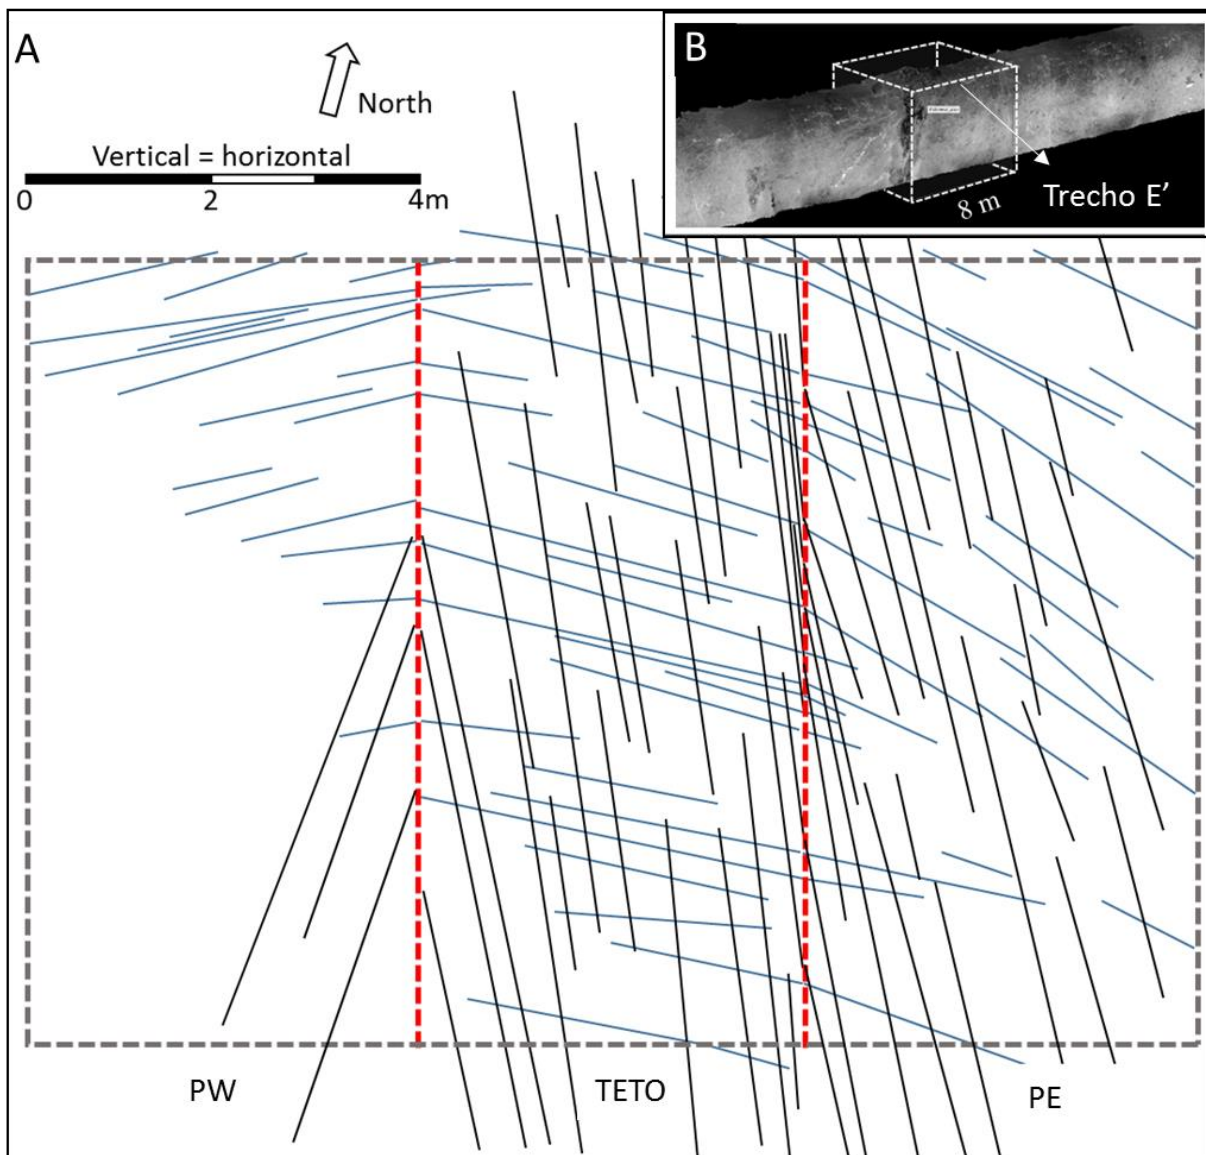 A
North
Vertical = horizontal
0 2 4m
B
8 m
Trecho E’
PW TETO PE